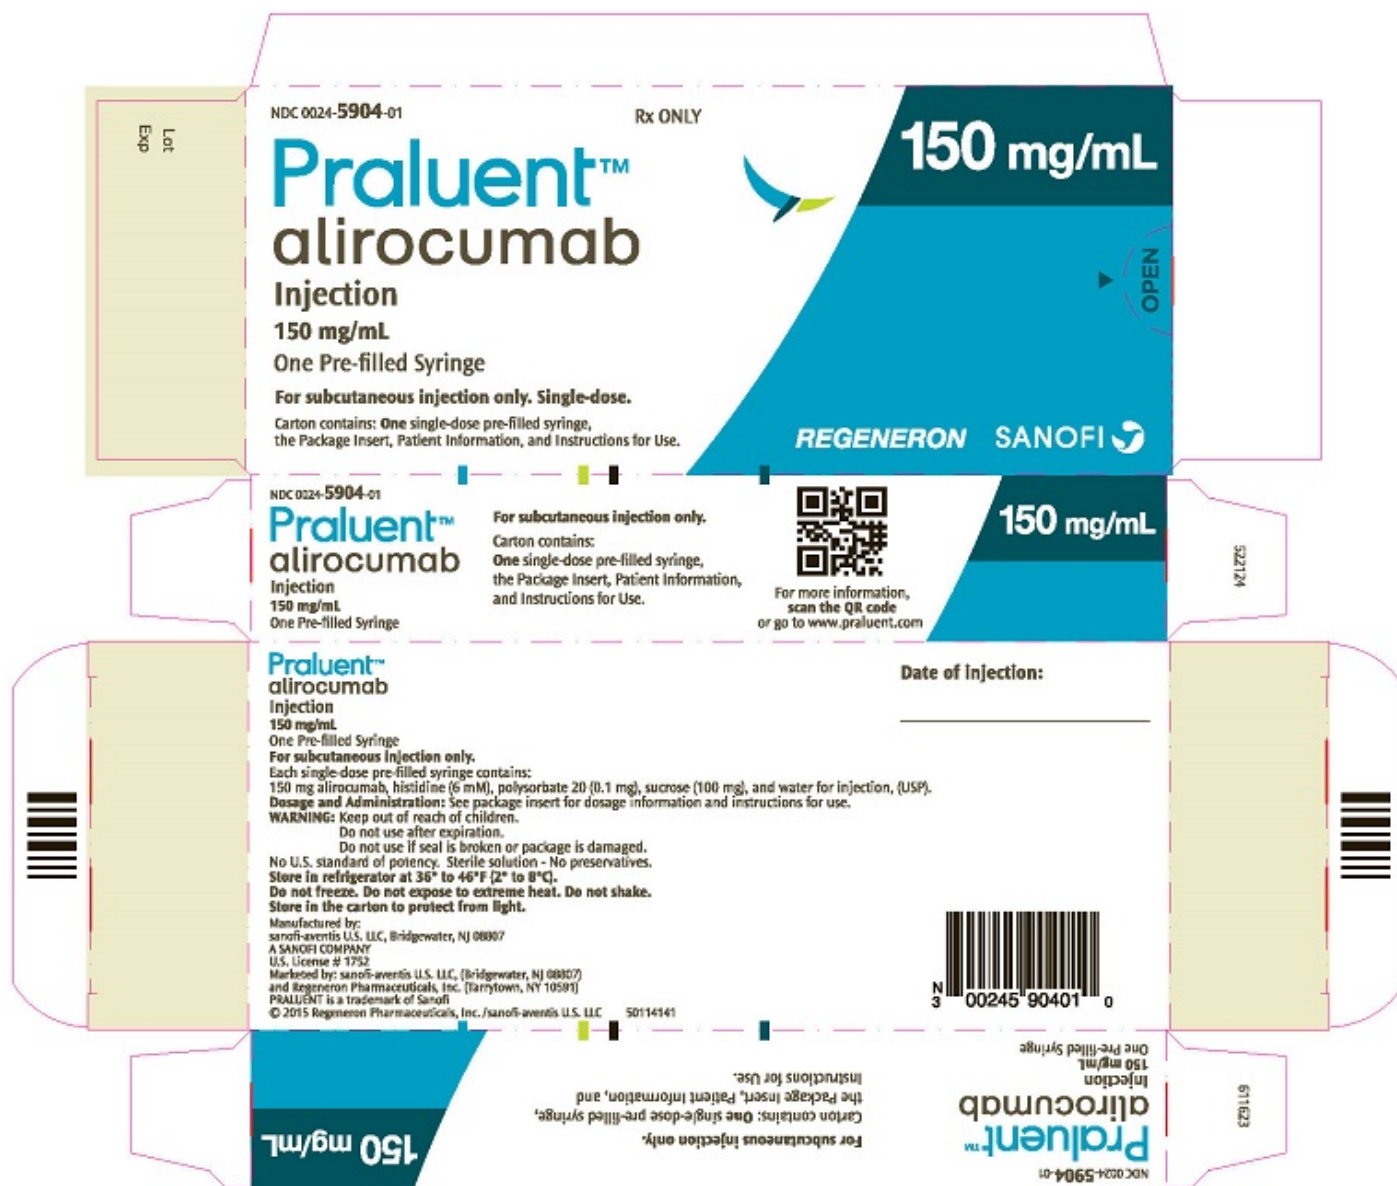 Lot
Exp
NDC 0024-5904-01
Rx ONLY
Praluent™
alirocumab
Injection
150 mg/mL
One Pre-filled Syringe
For subcutaneous injection only. Single-dose.
Carton contains: One single-dose pre-filled syringe,
the Package Insert, Patient Information, and Instructions for Use.
150 mg/mL
OPEN
REGENERON SANOFI
NDC 0024-5904-01
Praluent™
alirocumab
Injection
150 mg/mL
One Pre-filled Syringe
For subcutaneous injection only.
Carton contains:
One single-dose pre-filled syringe,
the Package Insert, Patient Information,
and Instructions for Use.
For more information,
scan the QR code
or go to www.praluent.com
150 mg/mL
522124
Praluent™
alirocumab
Injection
150 mg/mL
One Pre-filled Syringe
For subcutaneous injection only.
Each single-dose pre-filled syringe contains:
150 mg alirocumab, histidine (6 mM), polysorbate 20 (0.1 mg), sucrose (100 mg), and water for injection, (USP).
Dosage and Administration: See package insert for dosage information and instructions for use.
WARNING: Keep out of reach of children.
Do not use after expiration.
Do not use if seal is broken or package is damaged.
No U.S. standard of potency. Sterile solution - No preservatives.
Store in refrigerator at 36° to 46°F (2° to 8°C).
Do not freeze. Do not expose to extreme heat. Do not shake.
Store in the carton to protect from light.
Manufactured by:
sanofi-aventis U.S. LLC, Bridgewater, NJ 08807
A SANOFI COMPANY
U.S. License # 1752
Marketed by: sanofi-aventis U.S. LLC, (Bridgewater, NJ 08807)
and Regeneron Pharmaceuticals, Inc. (Tarrytown, NY 10591)
PRALUENT is a trademark of Sanofi
© 2015 Regeneron Pharmaceuticals, Inc./sanofi-aventis U.S. LLC 50114141
Date of injection:
N
3 00245 90401 0
NDC 0024-5904-01
Praluent™
alirocumab
Injection
150 mg/mL
One Pre-filled Syringe
For subcutaneous injection only.
Carton contains: One single-dose pre-filled syringe,
the Package Insert, Patient Information, and
Instructions for Use.
150 mg/mL
611623